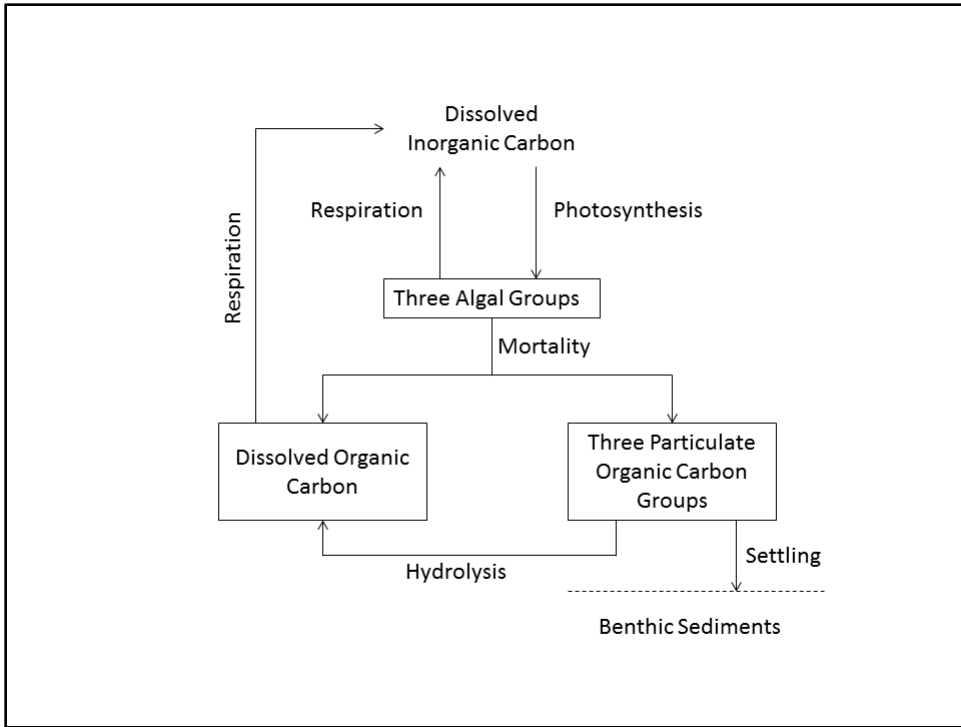 Dissolved
Inorganic Carbon
Respiration
Photosynthesis
Respiration
Three Algal Groups
Mortality
Dissolved Organic
Carbon
Three Particulate
Organic Carbon
Groups
Hydrolysis
Settling
Benthic Sediments